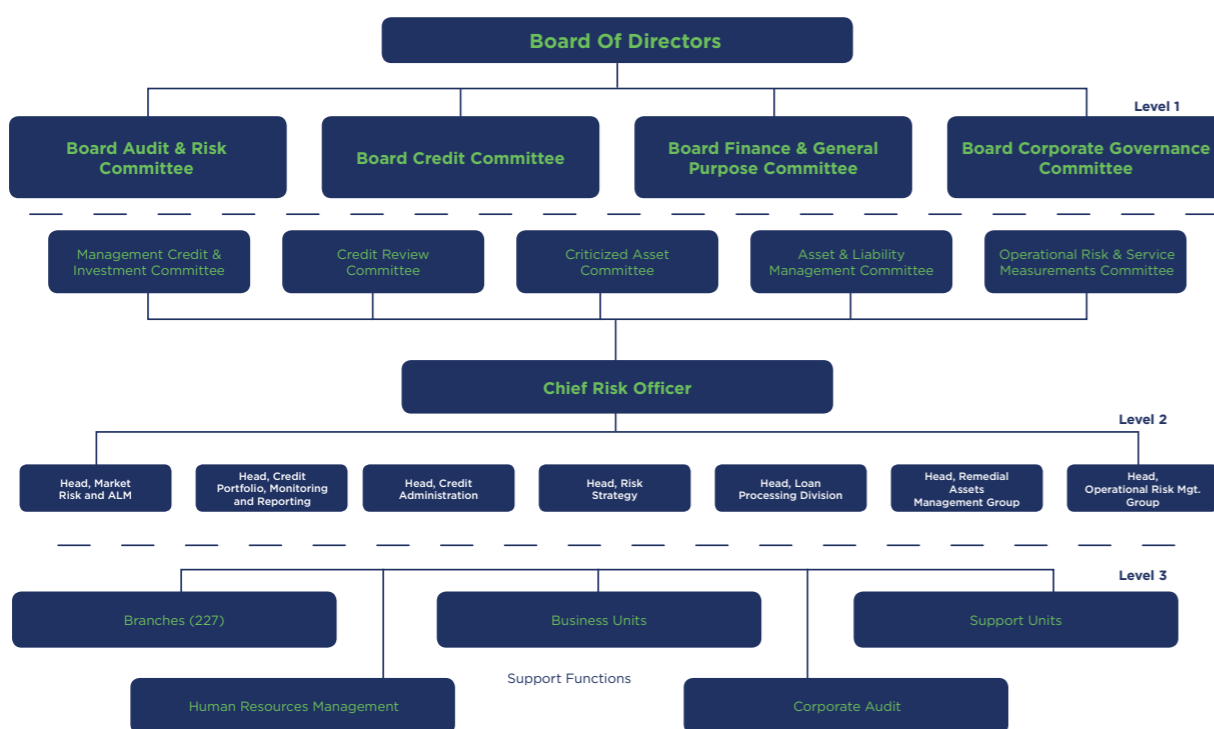 Board Of Directors
Level 1
Board Audit & Risk
Committee
Board Credit Committee
Board Finance & General
Purpose Committee
Board Corporate Governance
Committee
Management Credit &
Investment Committee
Credit Review
Committee
Criticized Asset
Committee
Asset & Liability
Management Committee
Operational Risk & Service
Measurements Committee
Chief Risk Officer
Level 2
Head, Market
Risk and ALM
Head, Credit
Portfolio, Monitoring
and Reporting
Head, Credit
Administration
Head, Risk
Strategy
Head, Loan
Processing Division
Head, Remedial
Assets
Management Group
Head,
Operational Risk Mgt.
Group
Level 3
Branches (227)
Business Units
Support Units
Support Functions
Human Resources Management
Corporate Audit